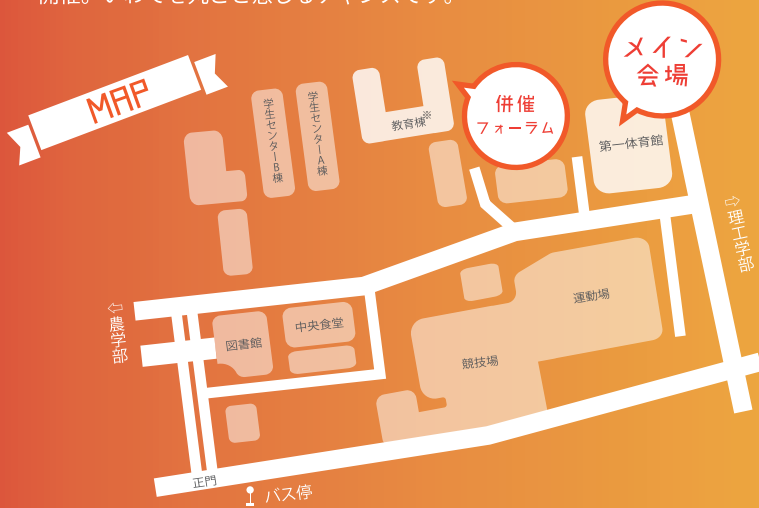 MAP
メイン
会場
併催
フォーラム
学生センターB棟
学生センターA棟
教育棟※
第一体育館
⇨理工学部
運動場
⇦農学部
図書館
中央食堂
競技場
正門
バス停